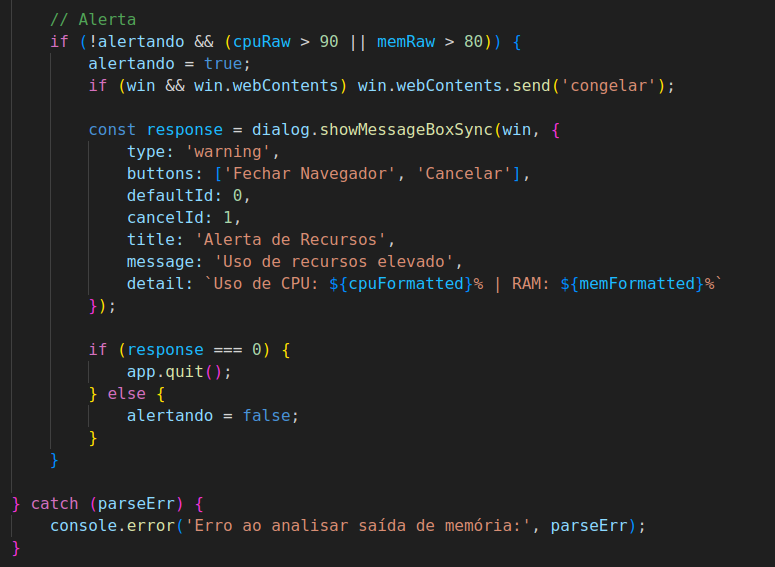 // Alerta
if (!alertando && (cpuRaw > 90 || memRaw > 80)) {
alertando = true;
if (win && win.webContents) win.webContents.send('congelar');
const response = dialog.showMessageBoxSync(win, {
type: 'warning',
buttons: ['Fechar Navegador', 'Cancelar'],
defaultId: 0,
cancelId: 1,
title: 'Alerta de Recursos',
message: 'Uso de recursos elevado',
detail: `Uso de CPU: ${cpuFormatted}% | RAM: ${memFormatted}%`
});
if (response === 0) {
app.quit();
} else {
alertando = false;
}
}
} catch (parseErr) {
console.error('Erro ao analisar saída de memória:', parseErr);
}